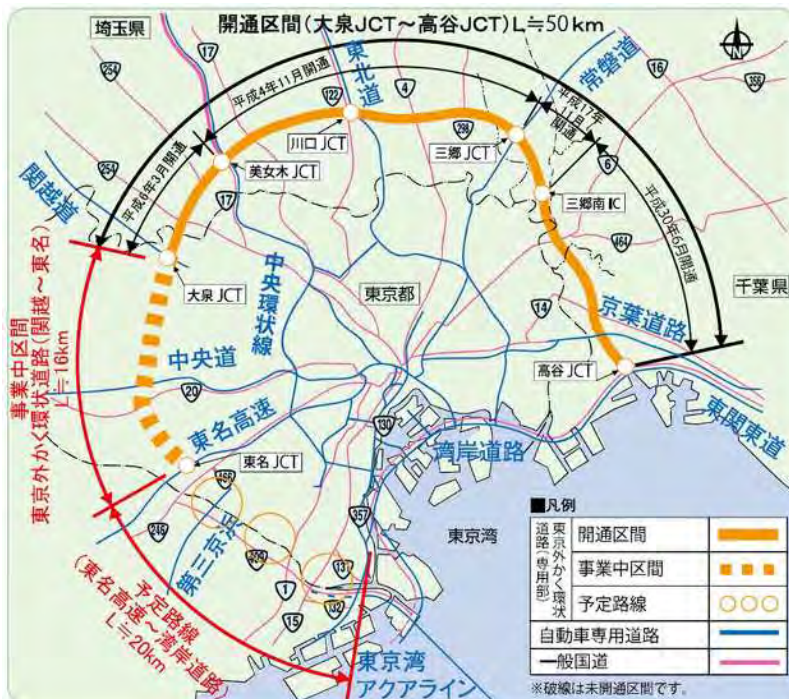 開通区間(大泉JCT～高谷JCT)L≒50km
埼玉県
17
254
東北道
常磐道
16
356
N
平成4年11月開通
122
4
298
平成17年
11月
開通
川口JCT
三郷JCT
6
254
平成6年3月開通
美女木JCT
17
三郷南IC
関越道
平成30年6月開通
464
大泉JCT
中央環状線
東京都
千葉県
14
京葉道路
事業中区間
東京外かく環状道路(関越～東名)
L≒16km
中央道
20
高谷JCT
東名高速
130
湾岸道路
東関東道
東名JCT
466
246
第三京浜
409
357
東京湾
1
131
15
132
予定路線
(東名高速～湾岸道路)
L≒20km
東京湾
アクアライン
■凡例
東京外かく環状
道路(専用部)
開通区間
事業中区間
予定路線
自動車専用道路
一般国道
※破線は未開通区間です。